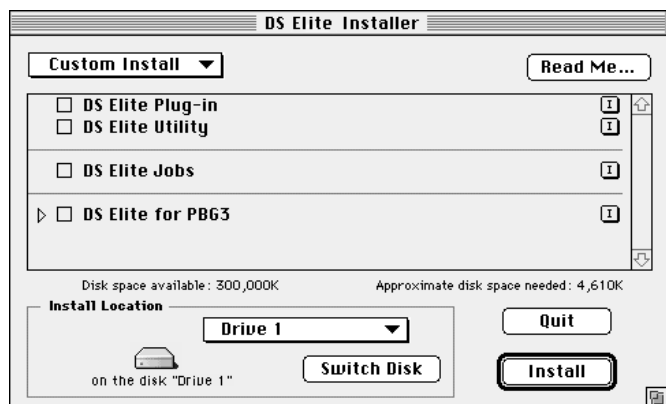 DS Elite Installer
Custom Install
Read Me...
DS Elite Plug-in
I
DS Elite Utility
I
DS Elite Jobs
I
DS Elite for PBG3
I
Disk space available: 300,000K
Approximate disk space needed: 4,610K
Install Location
Drive 1
Quit
on the disk "Drive 1"
Switch Disk
Install